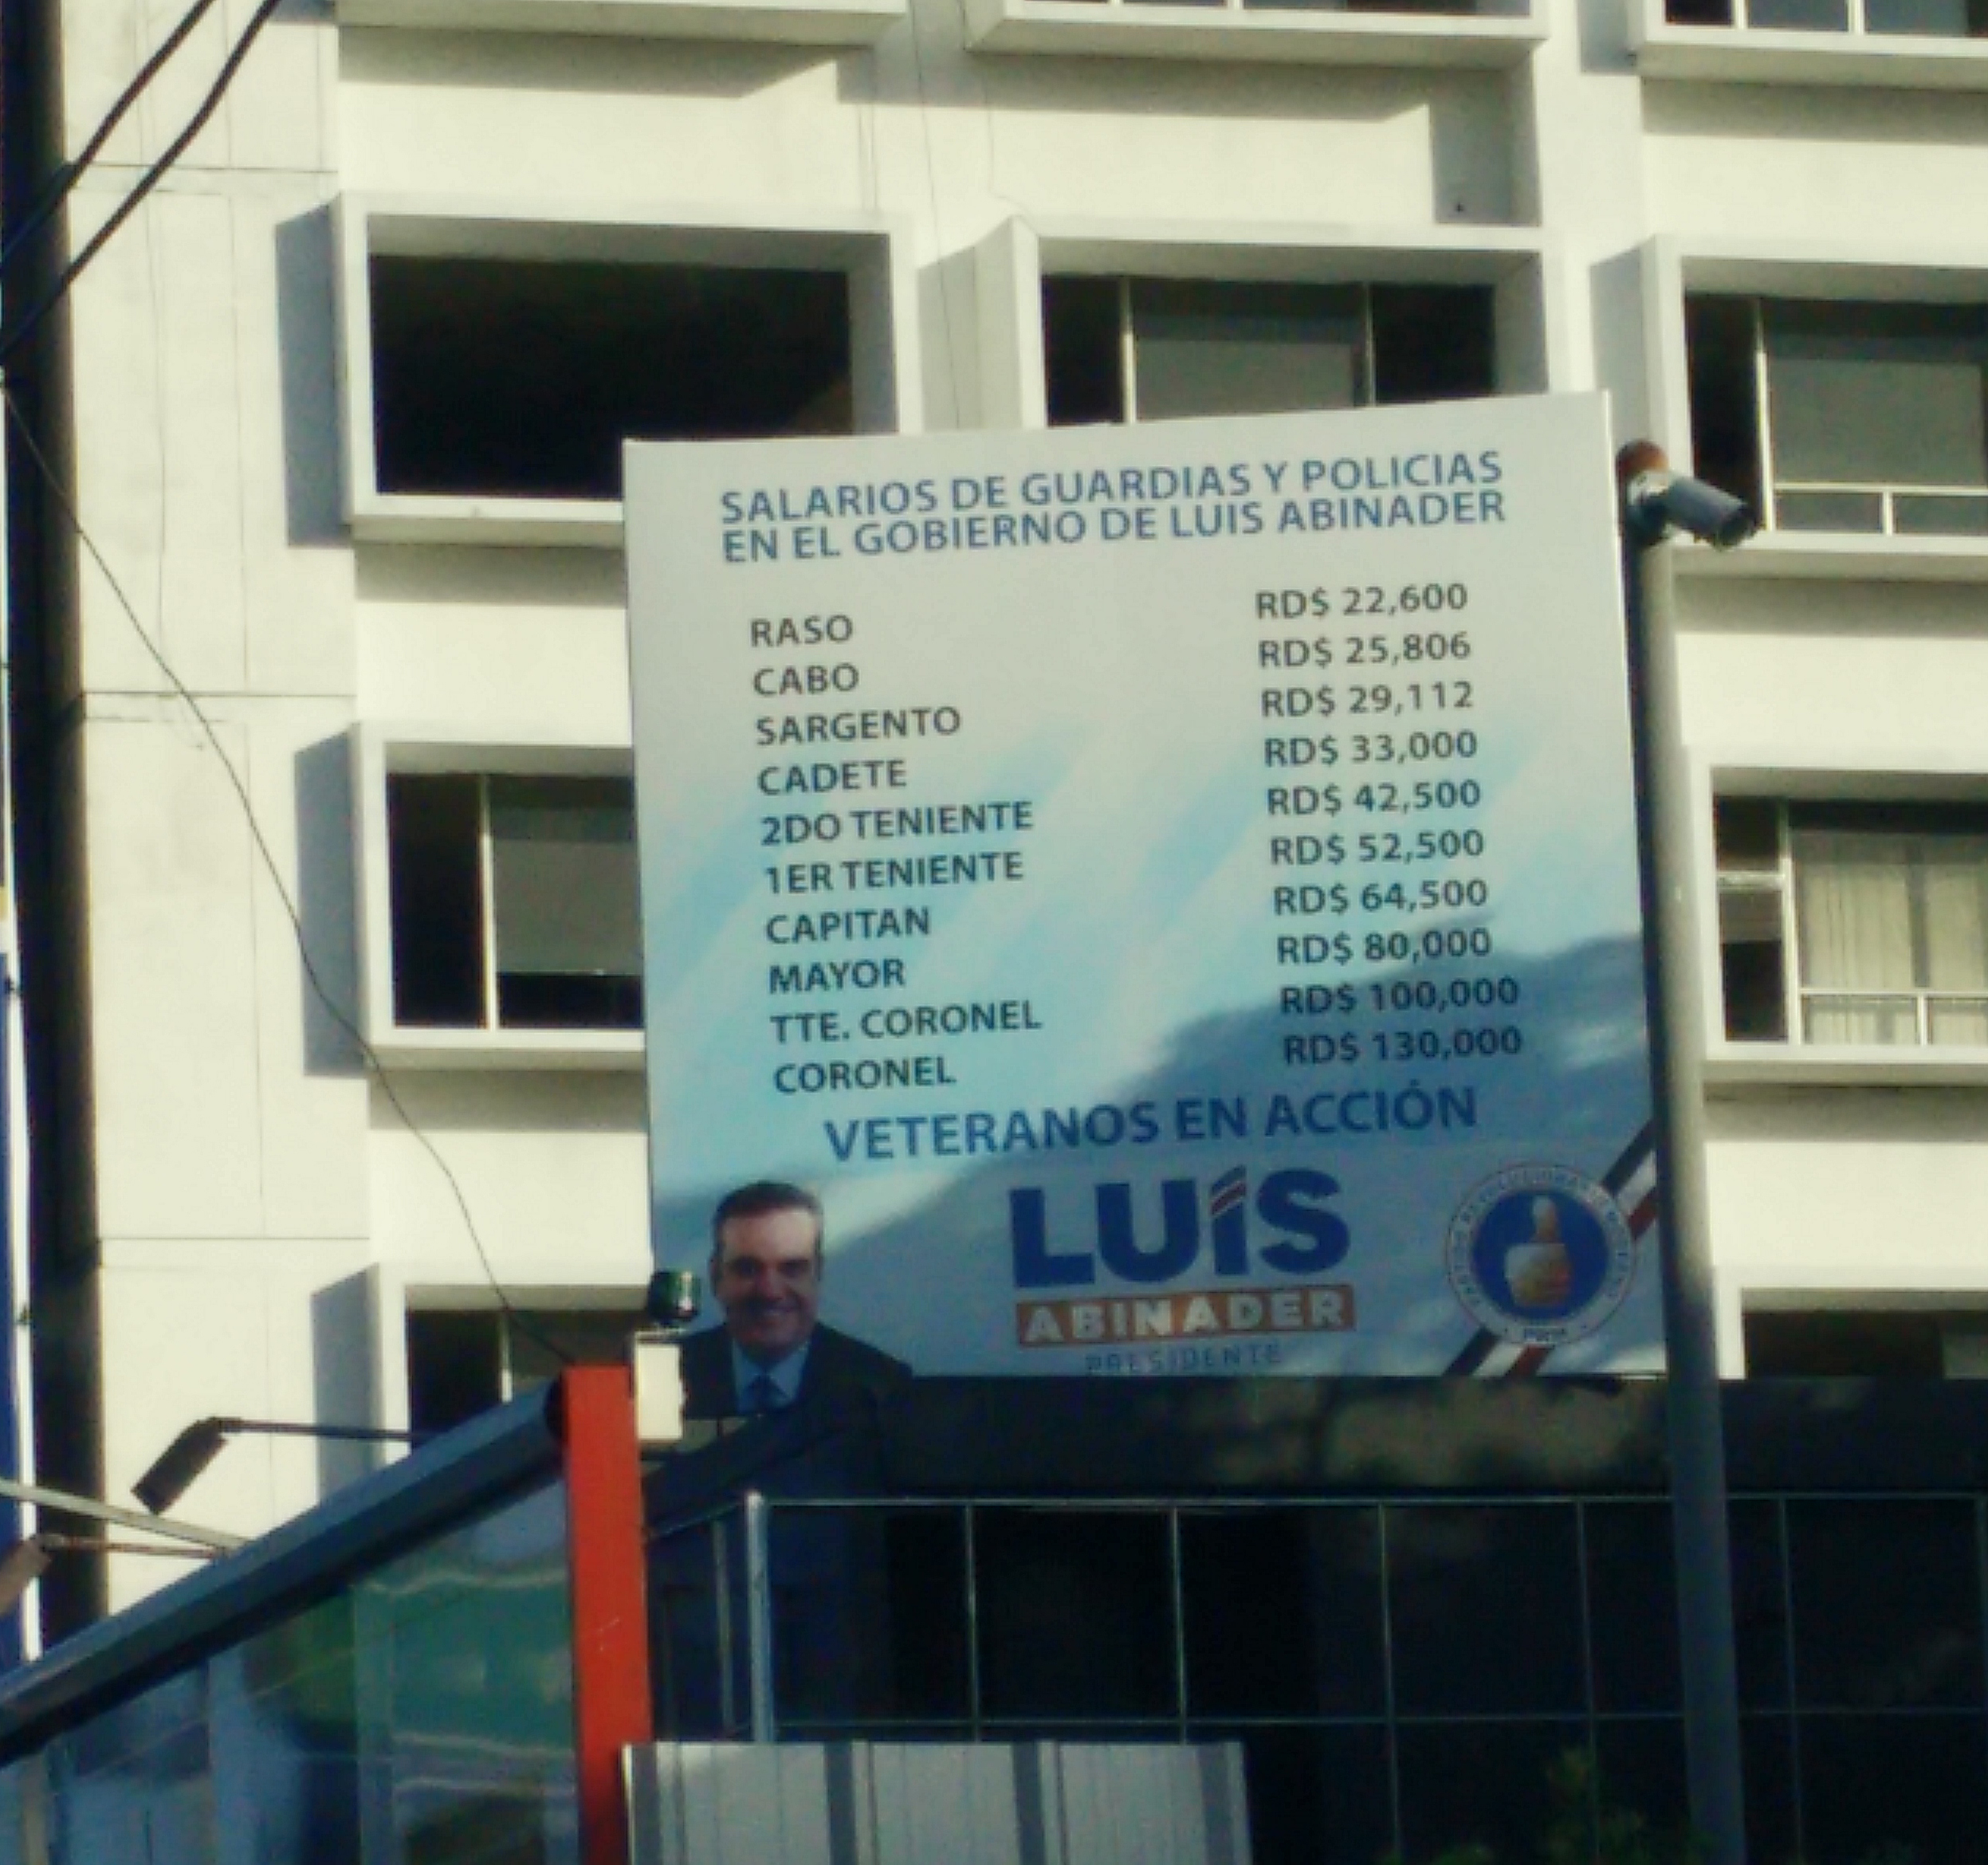 SALARIOS DE GUARDIAS Y POLICIAS
EN EL GOBIERNO DE LUIS ABINADER
RASO RD$ 22,600
CABO RD$ 25,806
SARGENTO RD$ 29,112
CADETE RD$ 33,000
2DO TENIENTE RD$ 42,500
1ER TENIENTE RD$ 52,500
CAPITAN RD$ 64,500
MAYOR RD$ 80,000
TTE. CORONEL RD$ 100,000
CORONEL RD$ 130,000
VETERANOS EN ACCIÓN
LUÍS
ABINADER
PRESIDENTE
PRM